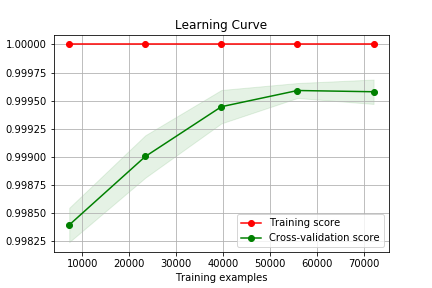 Learning Curve
1.00000
0.99975
0.99950
0.99925
0.99900
0.99875
0.99850
0.99825
Training score
Cross-validation score
10000 20000 30000 40000 50000 60000 70000
Training examples